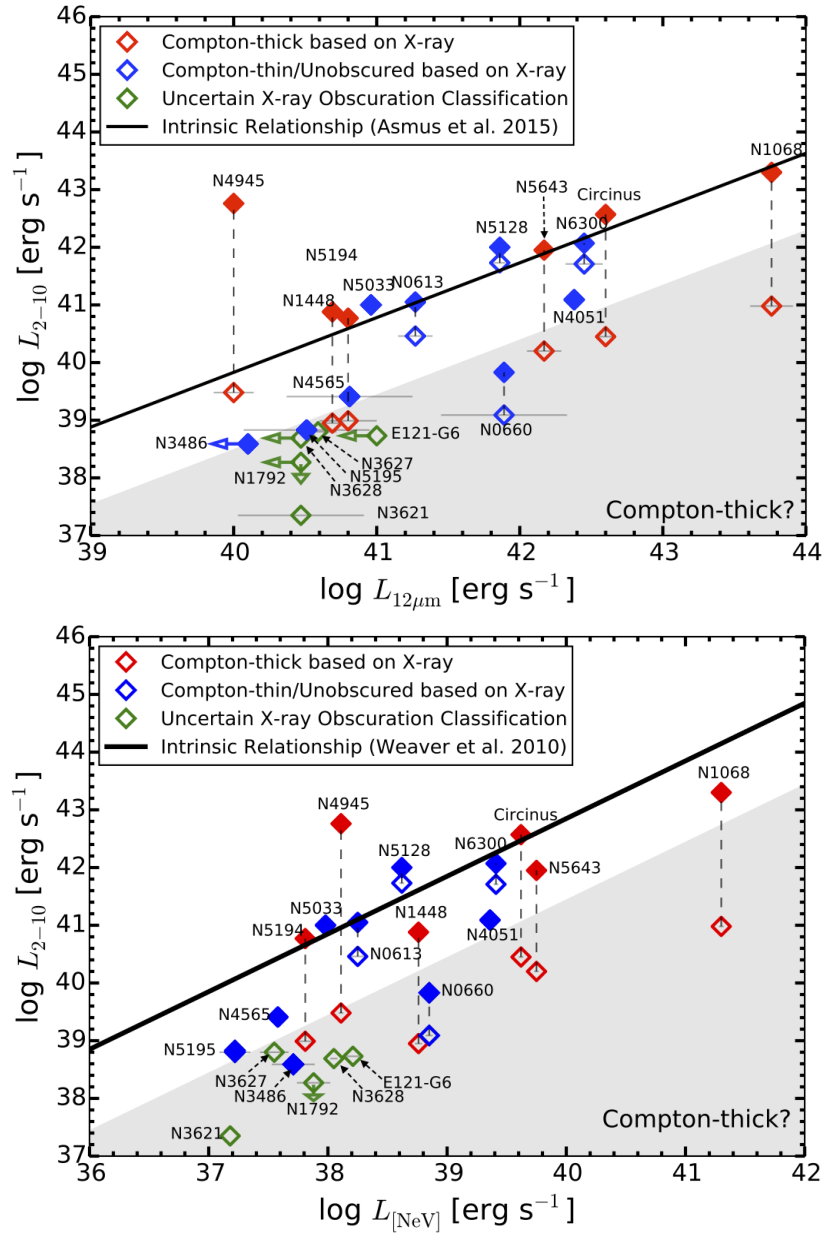 46
45
44
43
42
41
40
39
38
37
log L2−10 [erg s−1]
Compton-thick based on X-ray
Compton-thin/Unobscured based on X-ray
Uncertain X-ray Obscuration Classification
Intrinsic Relationship (Asmus et al. 2015)
N1068
N4945
N5643
Circinus
N5128
N6300
N5194
N5033
N0613
N1448
N4051
N4565
N3486
E121-G6
N0660
N3627
N1792
N5195
N3628
N3621
Compton-thick?
39 40 41 42 43 44
log L12μm [erg s−1]
46
45
44
43
42
41
40
39
38
37
log L2−10 [erg s−1]
Compton-thick based on X-ray
Compton-thin/Unobscured based on X-ray
Uncertain X-ray Obscuration Classification
Intrinsic Relationship (Weaver et al. 2010)
N1068
N4945
Circinus
N5128
N6300
N5643
N5033
N1448
N5194
N4051
N0613
N0660
N4565
N5195
N3627
E121-G6
N3486
N3628
N1792
N3621
Compton-thick?
36 37 38 39 40 41 42
log L[NeV] [erg s−1]